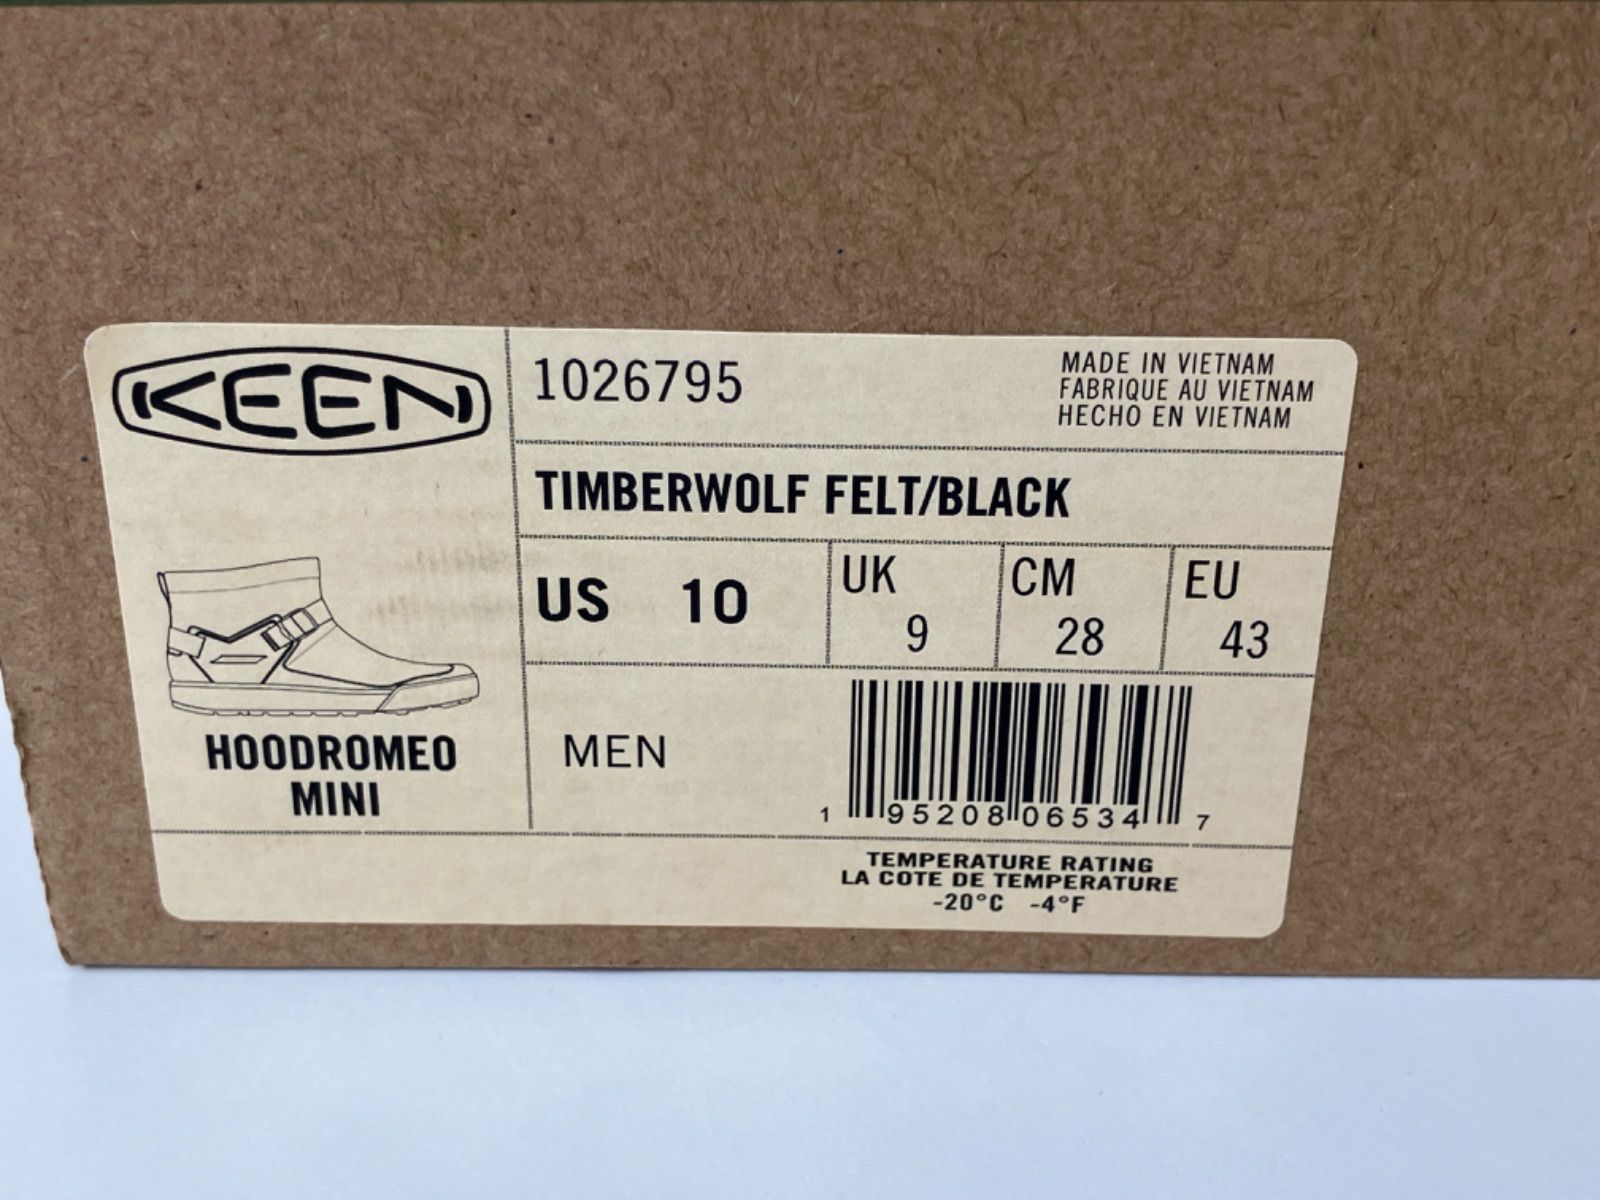 KEEN
1026795
MADE IN VIETNAM
FABRIQUE AU VIETNAM
HECHO EN VIETNAM
TIMBERWOLF FELT/BLACK
US 10
UK 9
CM 28
EU 43
HOODROMEO
MINI
MEN
1 95208 06534 7
TEMPERATURE RATING
LA COTE DE TEMPERATURE
-20°C -4°F